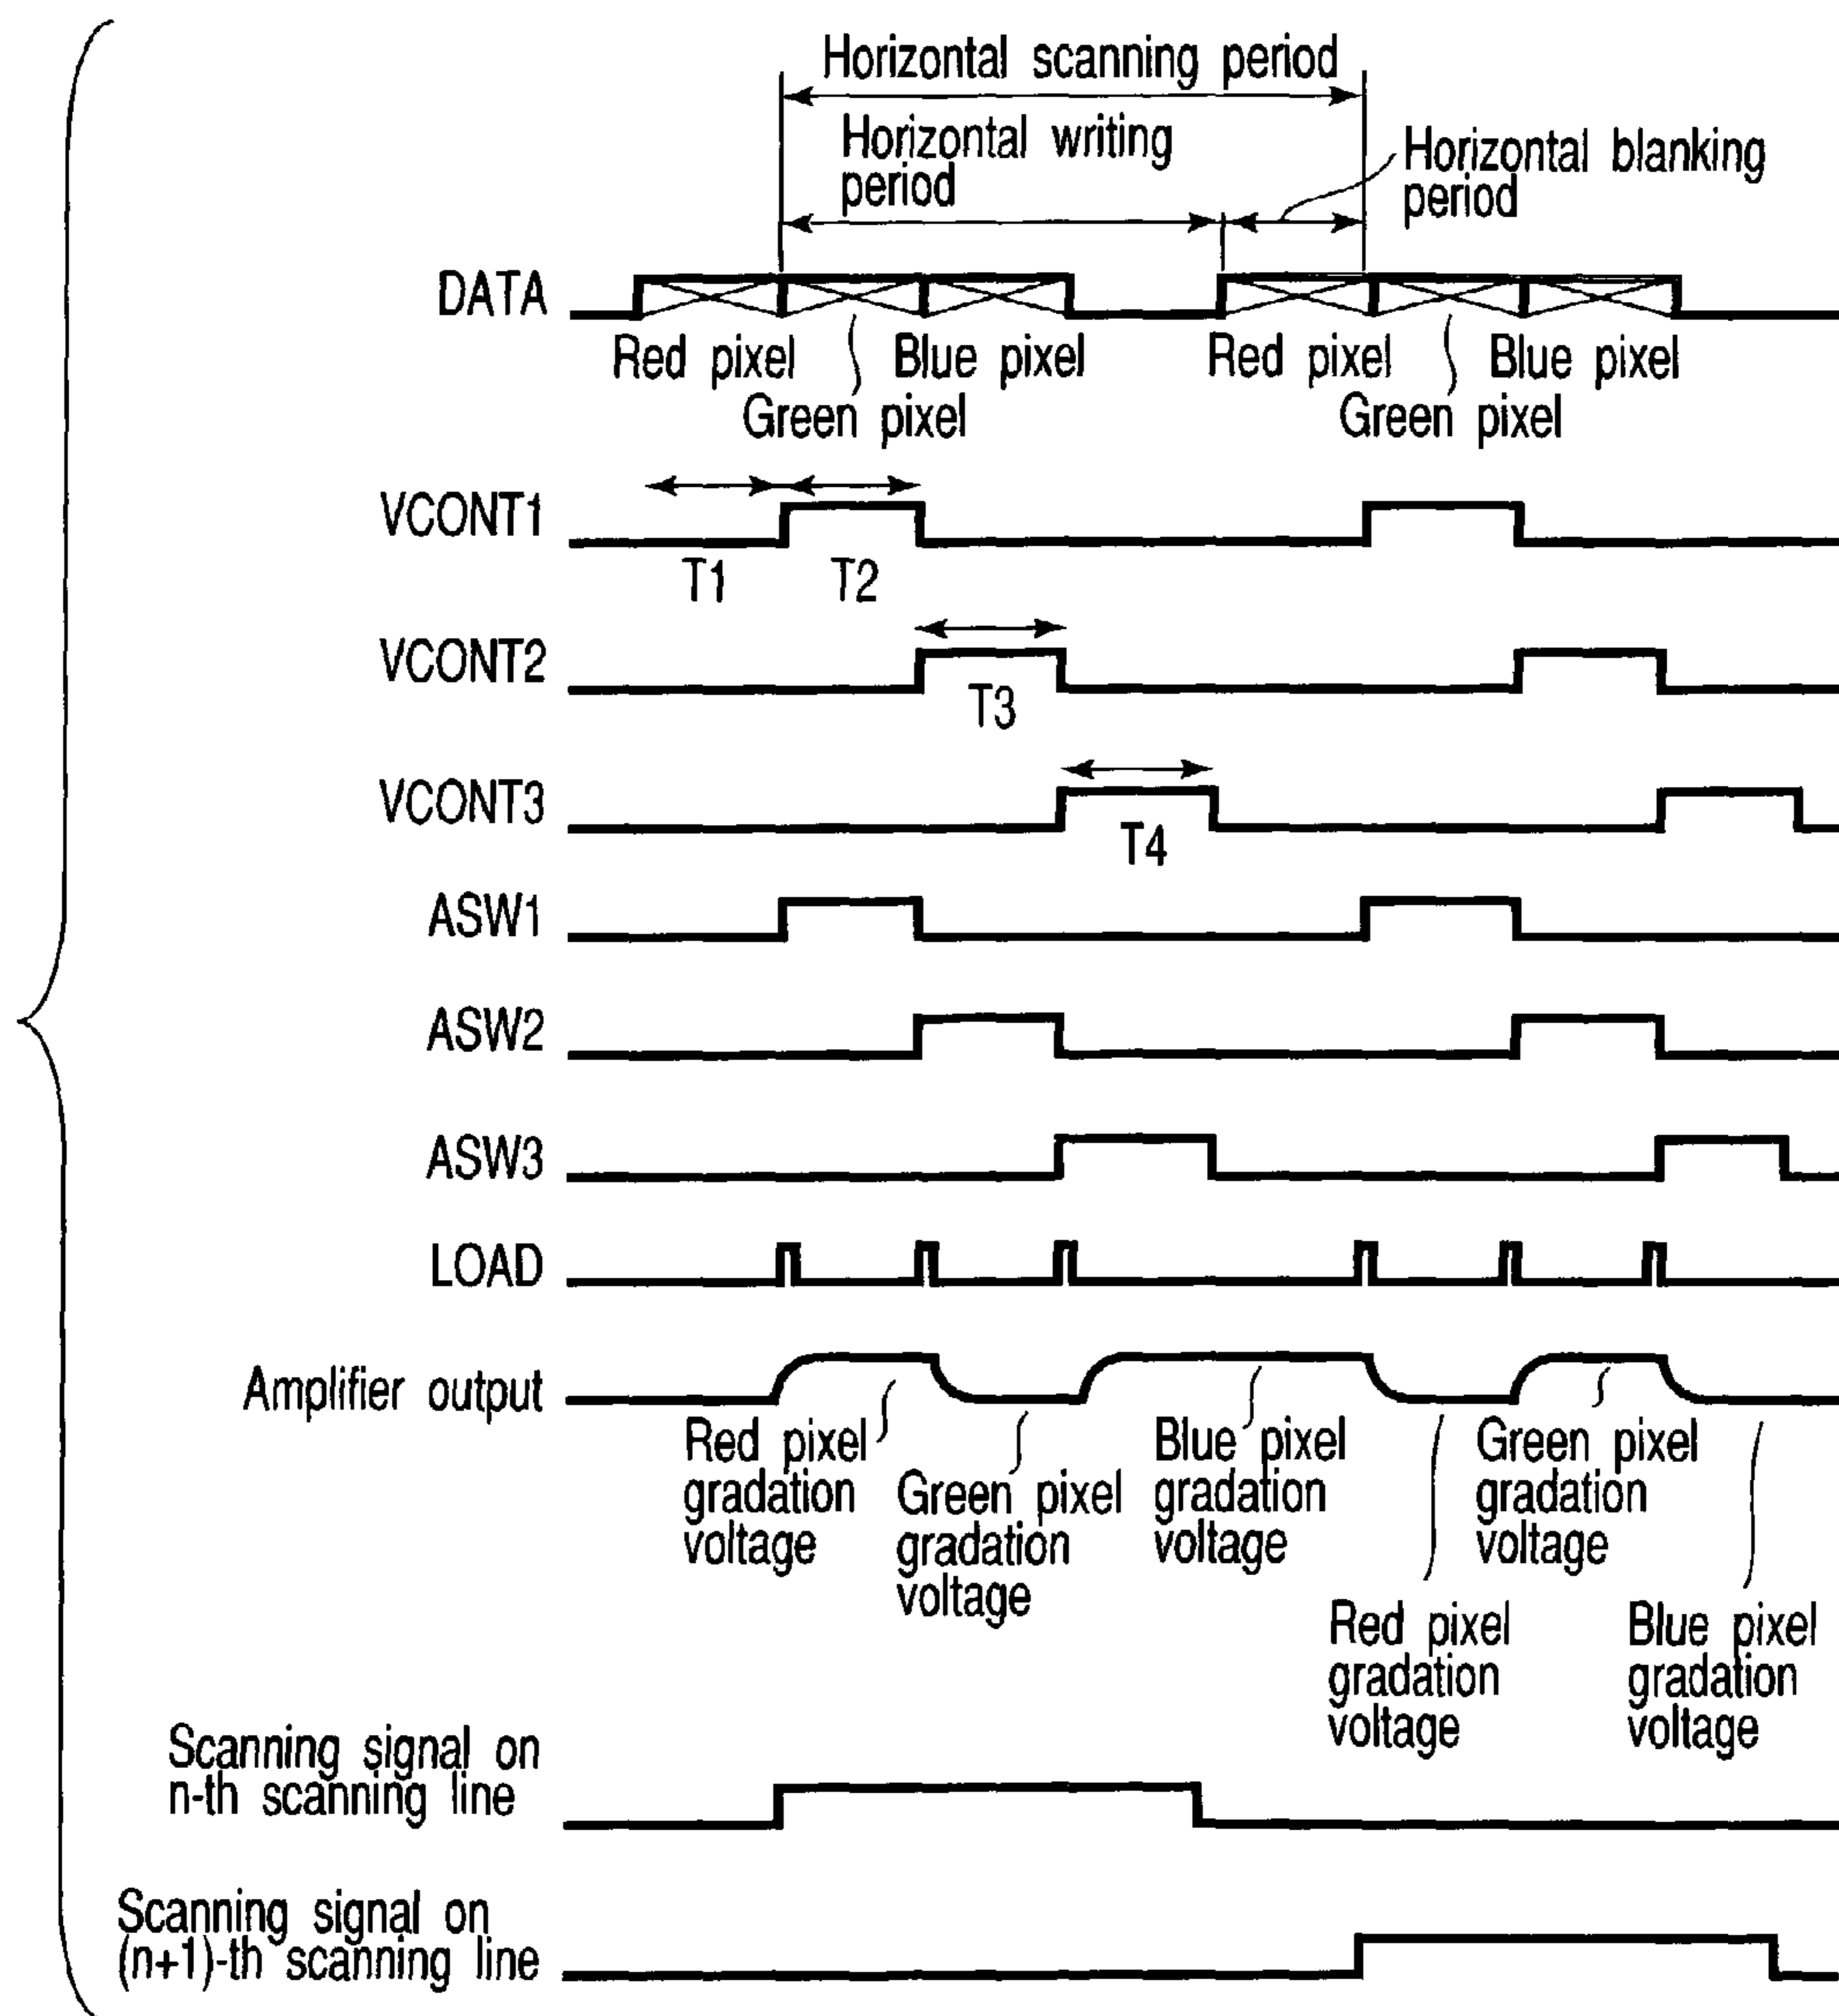 Horizontal scanning period
Horizontal writing
period
Horizontal blanking
period
DATA
Red pixel
Blue pixel
Red pixel
Blue pixel
Green pixel
Green pixel
VCONT1
T1
T2
VCONT2
T3
VCONT3
T4
ASW1
ASW2
ASW3
LOAD
Amplifier output
Red pixel
gradation
voltage
Green pixel
gradation
voltage
Blue pixel
gradation
voltage
Green pixel
gradation
voltage
Red pixel
gradation
voltage
Blue pixel
gradation
voltage
Scanning signal on
n-th scanning line
Scanning signal on
(n+1)-th scanning line